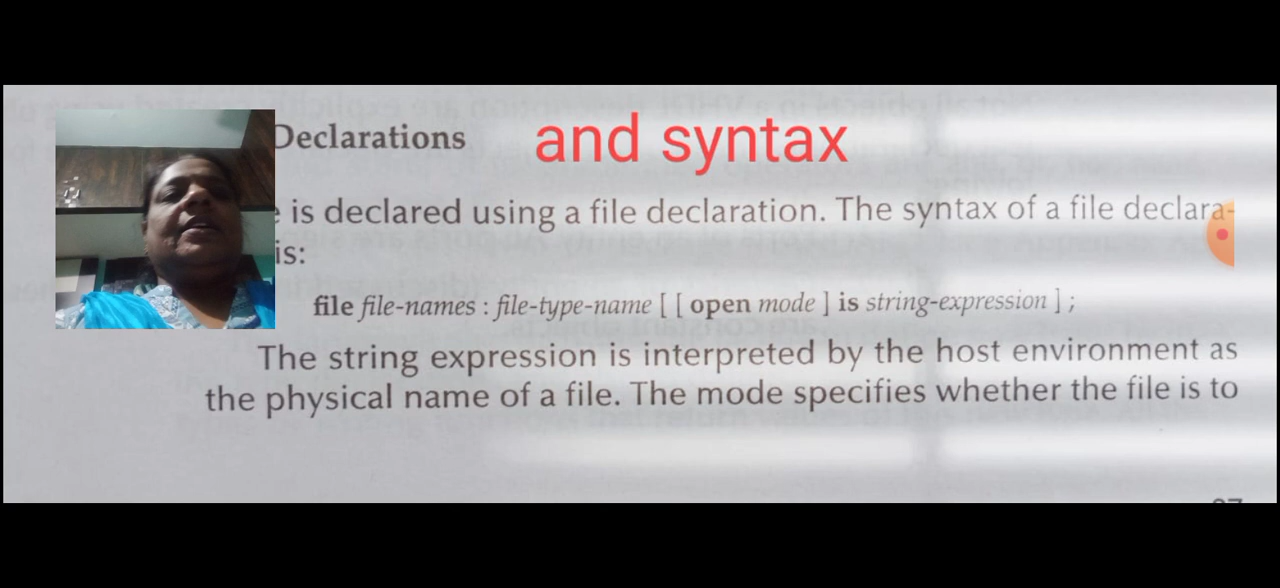 Declarations and syntax
is declared using a file declaration. The syntax of a file declara-
is:
file file-names : file-type-name [ [ open mode ] is string-expression ] ;
The string expression is interpreted by the host environment as
the physical name of a file. The mode specifies whether the file is to